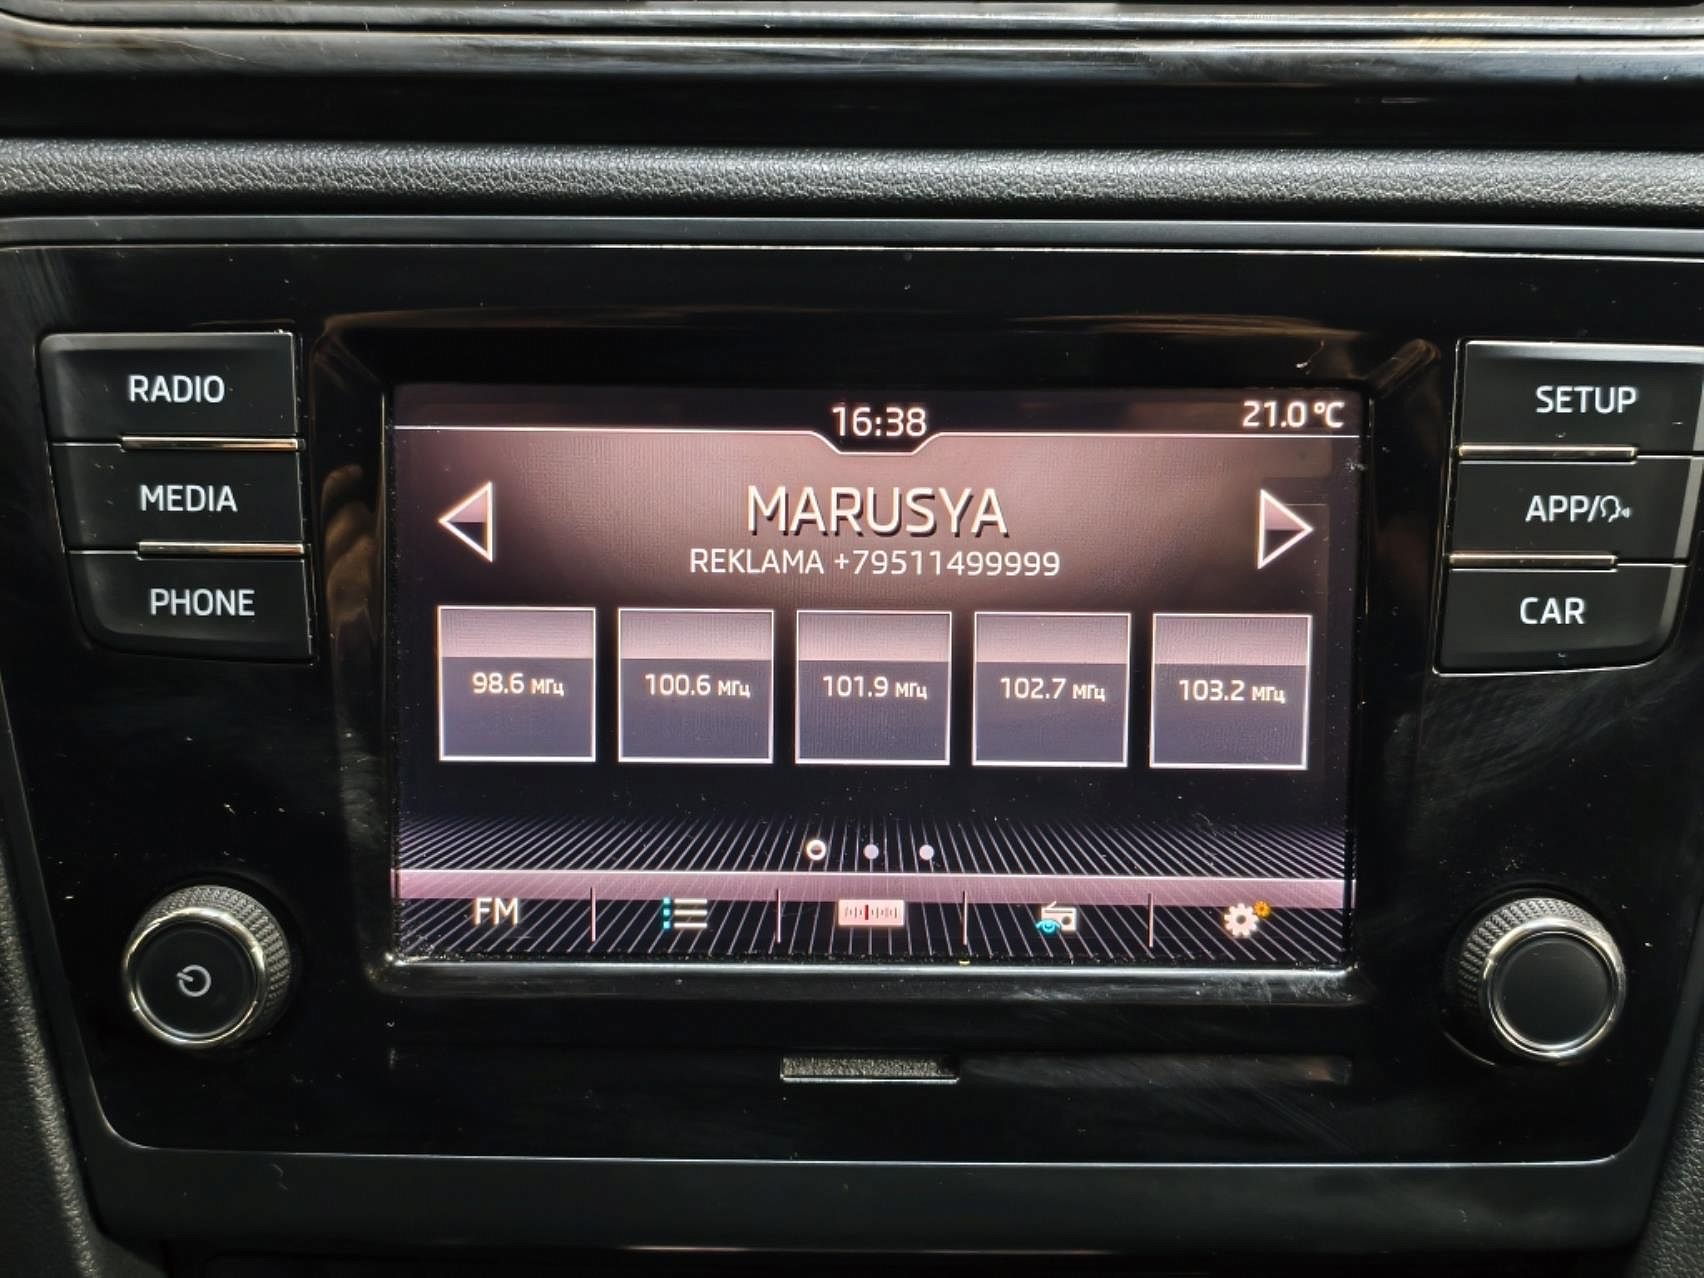 RADIO
MEDIA
PHONE
16:38
21.0 °C
MARUSYA
REKLAMA +79511499999
98.6 МГц
100.6 МГц
101.9 МГц
102.7 МГц
103.2 МГц
FM
SETUP
APP/
CAR